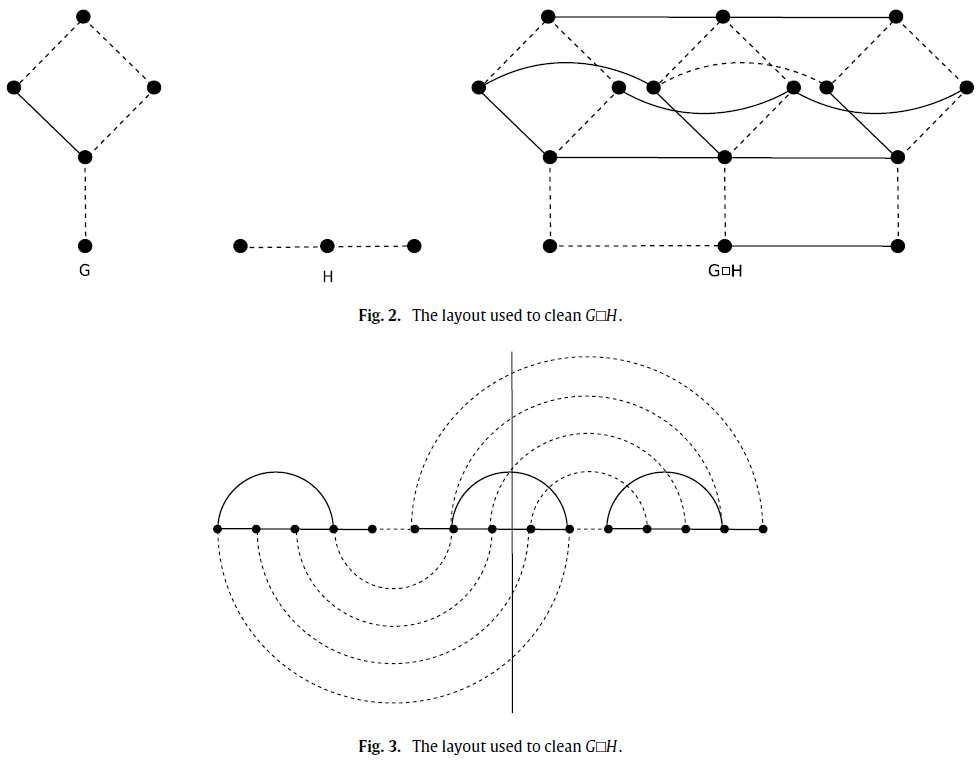 G
H
G□H
Fig. 2. The layout used to clean G□H.
Fig. 3. The layout used to clean G□H.